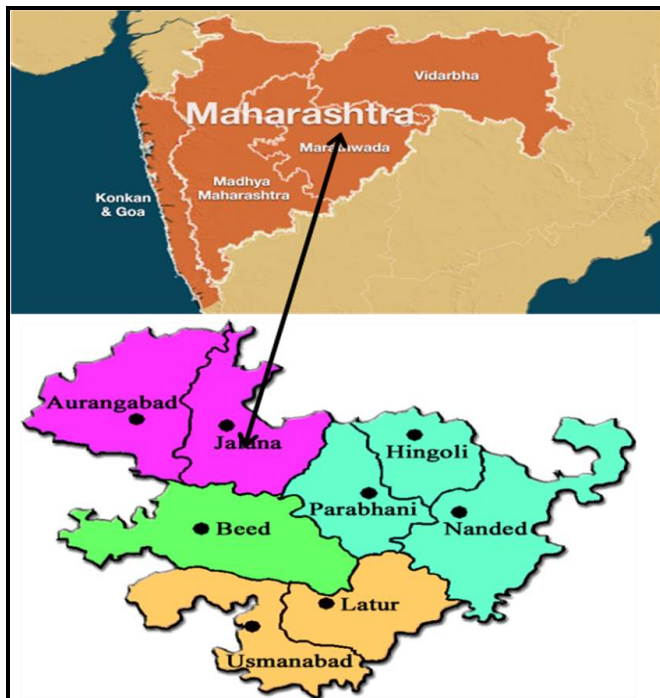 Vidarbha
Maharashtra
Marathwada
Madhya
Maharashtra
Konkan
& Goa
Aurangabad
Jalana
Hingoli
Parabhani
Nanded
Beed
Latur
Usmanabad